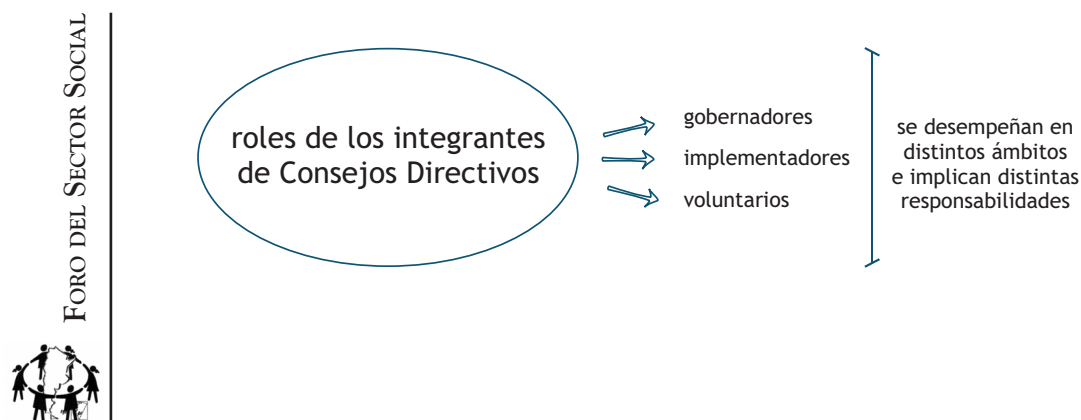 FORO DEL SECTOR SOCIAL
roles de los integrantes
de Consejos Directivos
gobernadores
implementadores
voluntarios
se desempeñan en
distintos ámbitos
e implican distintas
responsabilidades